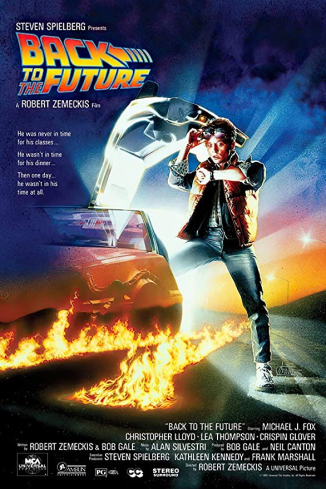 STEVEN SPIELBERG Presents
BACK
TO THE
FUTURE
A ROBERT ZEMECKIS Film
He was never in time
for his classes...
He wasn't in time
for his dinner...
Then one day...
he wasn't in his
time at all.
"BACK TO THE FUTURE" Starring MICHAEL J. FOX
CHRISTOPHER LLOYD · LEA THOMPSON · CRISPIN GLOVER
Written by ROBERT ZEMECKIS & BOB GALE Music ALAN SILVESTRI Produced by BOB GALE and NEIL CANTON
Executive Producers STEVEN SPIELBERG KATHLEEN KENNEDY and FRANK MARSHALL
Directed by ROBERT ZEMECKIS A UNIVERSAL Picture
MCA
UNIVERSAL
AMBLIN
PG
STEREO
SURROUND